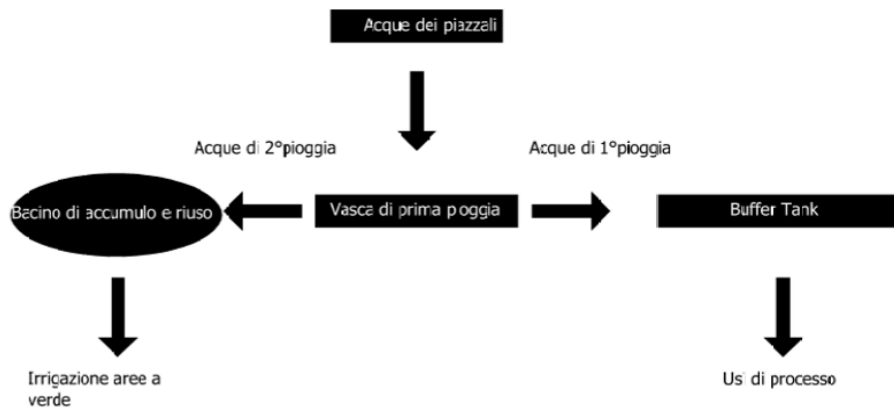 Acque dei piazzali
Acque di 2°pioggia
Acque di 1°pioggia
Bacino di accumulo e riuso
Vasca di prima pioggia
Buffer Tank
Irrigazione aree a
verde
Usi di processo